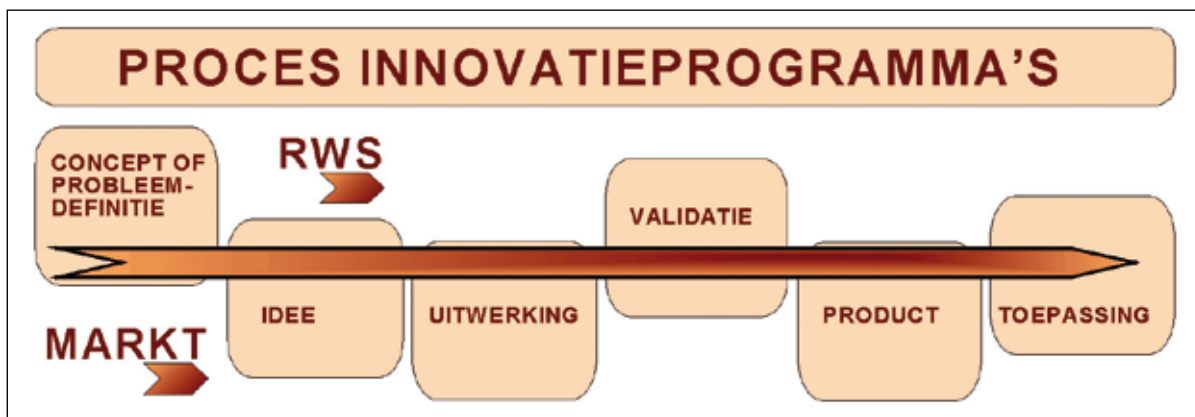 PROCES INNOVATIEPROGRAMMA'S
CONCEPT OF
PROBLEEM-
DEFINITIE
RWS
VALIDATIE
IDEE
UITWERKING
PRODUCT
TOEPASSING
MARKT